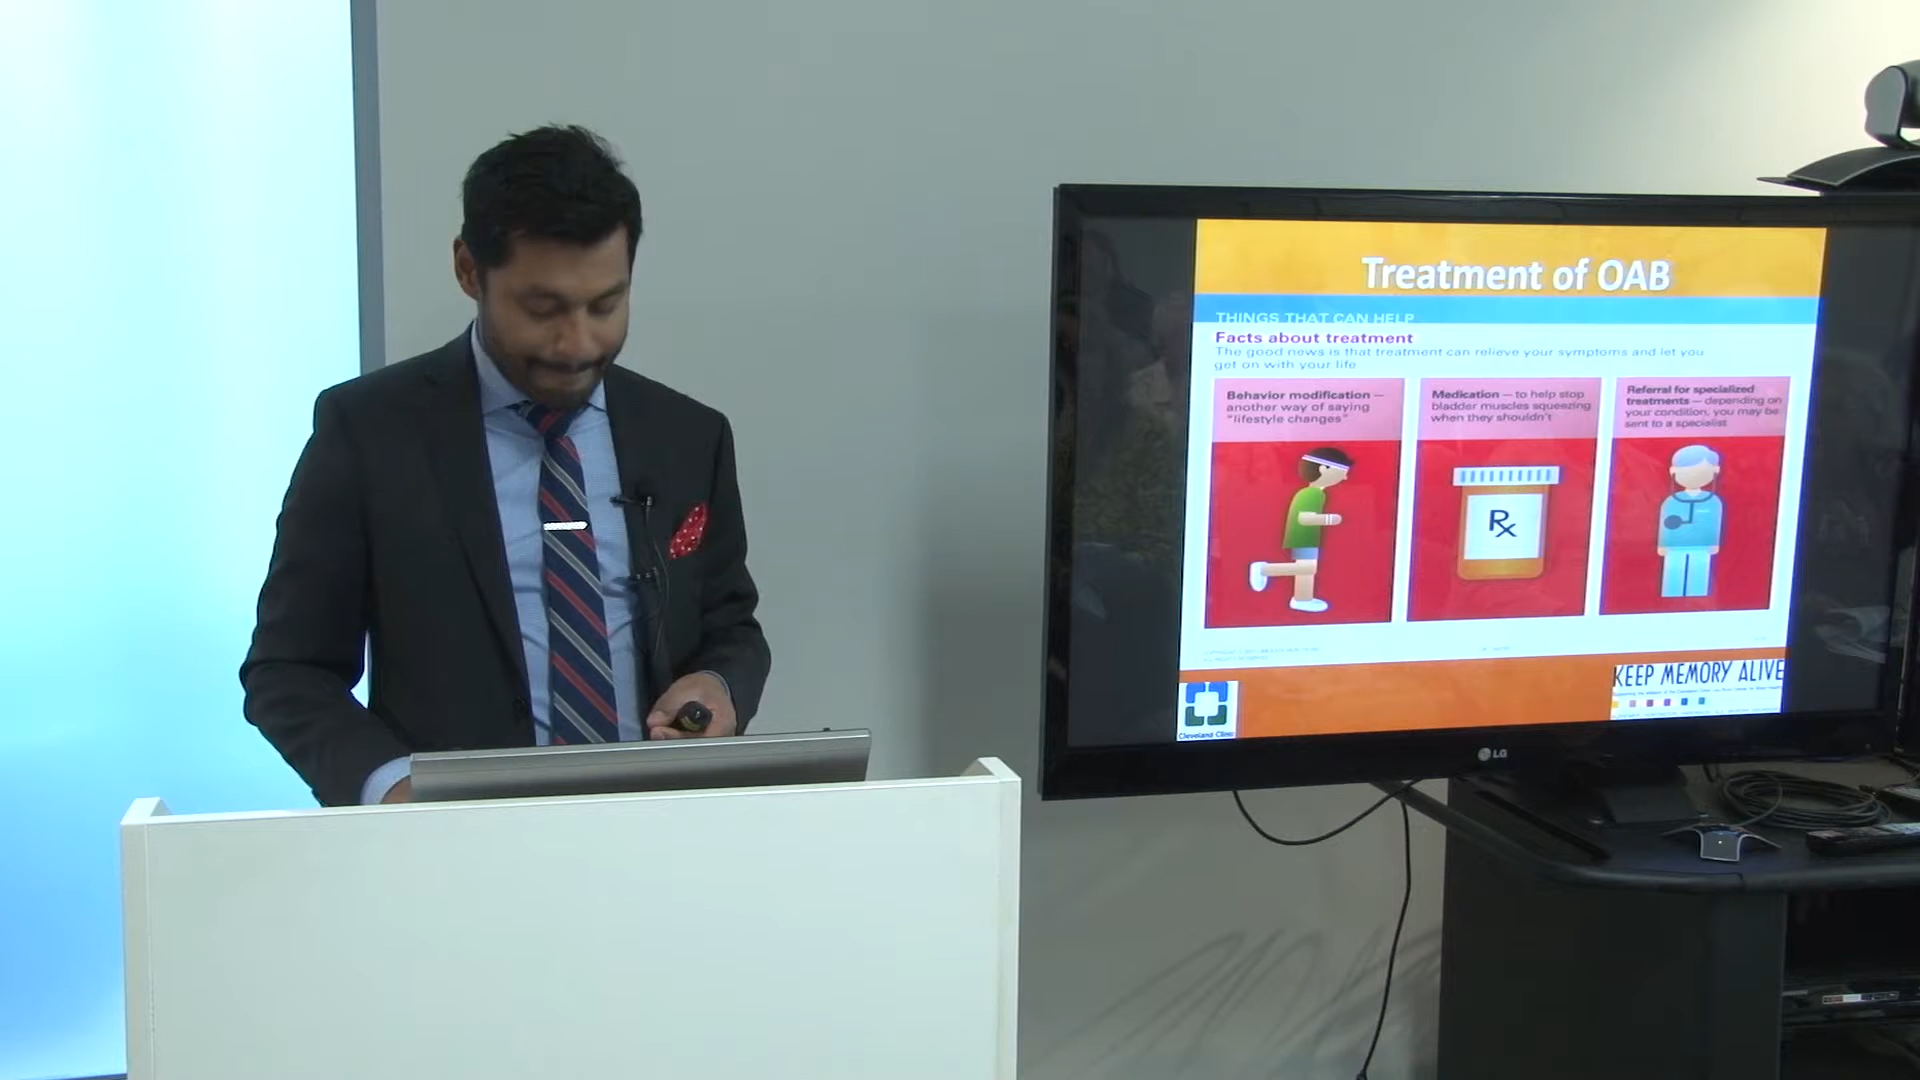 Treatment of OAB
THINGS THAT CAN HELP
Facts about treatment
The good news is that treatment can relieve your symptoms and let you
get on with your life
Behavior modification —
another way of saying
"lifestyle changes"
Medication — to help stop
bladder muscles squeezing
when they shouldn't
Referral for specialized
treatments — depending on
your condition, you may be
sent to a specialist
Rx
KEEP MEMORY ALIVE
Cleveland Clinic
LG